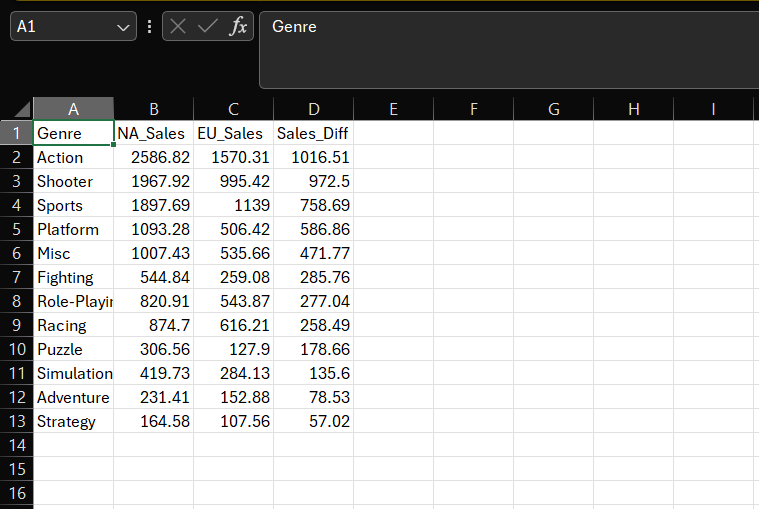 A1 fx Genre
A B C D E F G H I
1 Genre NA_Sales EU_Sales Sales_Diff
2 Action 2586.82 1570.31 1016.51
3 Shooter 1967.92 995.42 972.5
4 Sports 1897.69 1139 758.69
5 Platform 1093.28 506.42 586.86
6 Misc 1007.43 535.66 471.77
7 Fighting 544.84 259.08 285.76
8 Role-Playin 820.91 543.87 277.04
9 Racing 874.7 616.21 258.49
10 Puzzle 306.56 127.9 178.66
11 Simulation 419.73 284.13 135.6
12 Adventure 231.41 152.88 78.53
13 Strategy 164.58 107.56 57.02
14
15
16